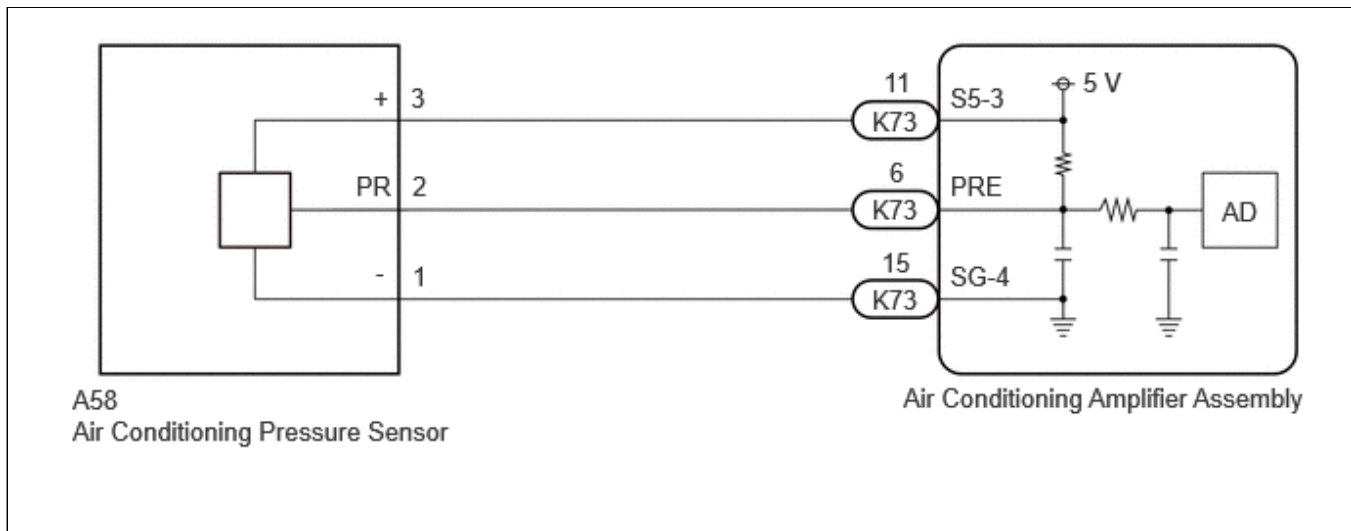 + 3
11
K73
S5-3
5 V
PR 2
6
K73
PRE
AD
- 1
15
K73
SG-4
A58
Air Conditioning Pressure Sensor
Air Conditioning Amplifier Assembly